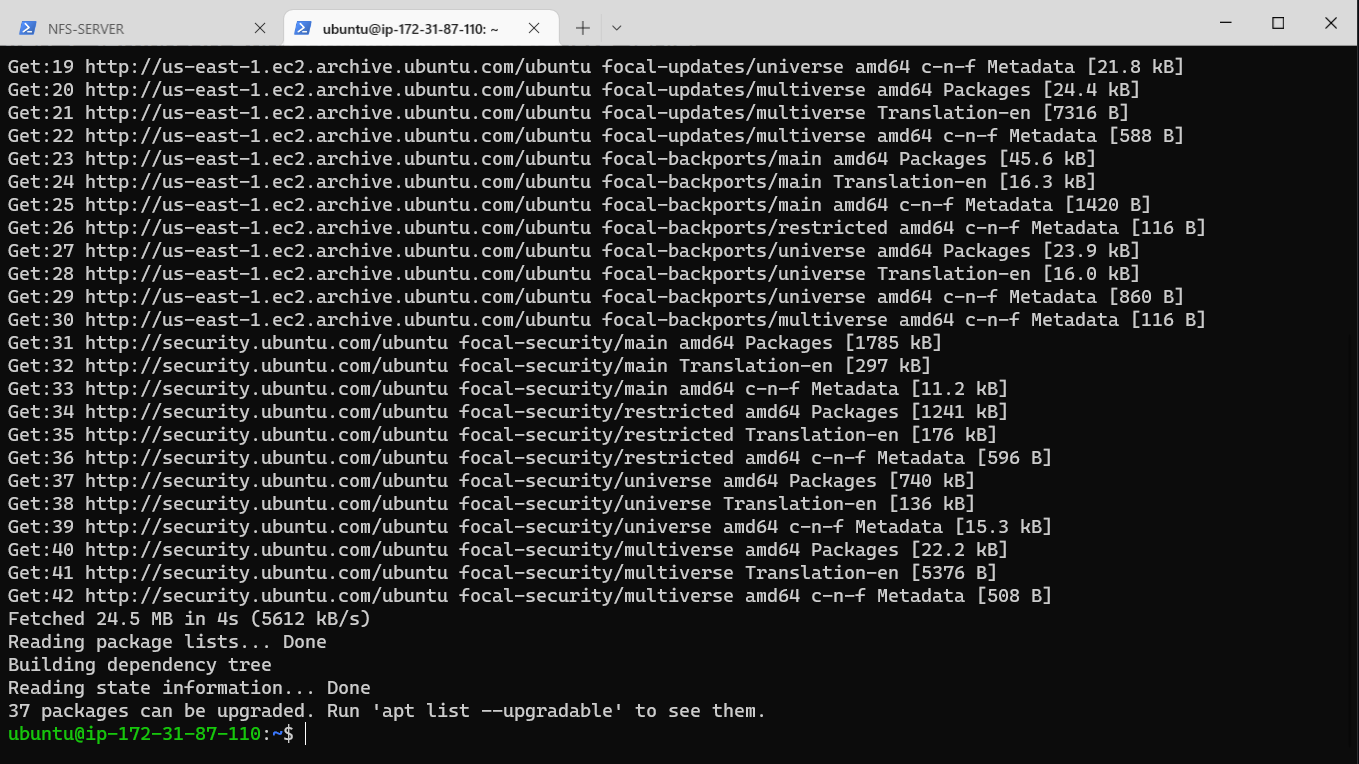 NFS-SERVER
ubuntu@ip-172-31-87-110: ~
Get:19 http://us-east-1.ec2.archive.ubuntu.com/ubuntu focal-updates/universe amd64 c-n-f Metadata [21.8 kB]
Get:20 http://us-east-1.ec2.archive.ubuntu.com/ubuntu focal-updates/multiverse amd64 Packages [24.4 kB]
Get:21 http://us-east-1.ec2.archive.ubuntu.com/ubuntu focal-updates/multiverse Translation-en [7316 B]
Get:22 http://us-east-1.ec2.archive.ubuntu.com/ubuntu focal-updates/multiverse amd64 c-n-f Metadata [588 B]
Get:23 http://us-east-1.ec2.archive.ubuntu.com/ubuntu focal-backports/main amd64 Packages [45.6 kB]
Get:24 http://us-east-1.ec2.archive.ubuntu.com/ubuntu focal-backports/main Translation-en [16.3 kB]
Get:25 http://us-east-1.ec2.archive.ubuntu.com/ubuntu focal-backports/main amd64 c-n-f Metadata [1420 B]
Get:26 http://us-east-1.ec2.archive.ubuntu.com/ubuntu focal-backports/restricted amd64 c-n-f Metadata [116 B]
Get:27 http://us-east-1.ec2.archive.ubuntu.com/ubuntu focal-backports/universe amd64 Packages [23.9 kB]
Get:28 http://us-east-1.ec2.archive.ubuntu.com/ubuntu focal-backports/universe Translation-en [16.0 kB]
Get:29 http://us-east-1.ec2.archive.ubuntu.com/ubuntu focal-backports/universe amd64 c-n-f Metadata [860 B]
Get:30 http://us-east-1.ec2.archive.ubuntu.com/ubuntu focal-backports/multiverse amd64 c-n-f Metadata [116 B]
Get:31 http://security.ubuntu.com/ubuntu focal-security/main amd64 Packages [1785 kB]
Get:32 http://security.ubuntu.com/ubuntu focal-security/main Translation-en [297 kB]
Get:33 http://security.ubuntu.com/ubuntu focal-security/main amd64 c-n-f Metadata [11.2 kB]
Get:34 http://security.ubuntu.com/ubuntu focal-security/restricted amd64 Packages [1241 kB]
Get:35 http://security.ubuntu.com/ubuntu focal-security/restricted Translation-en [176 kB]
Get:36 http://security.ubuntu.com/ubuntu focal-security/restricted amd64 c-n-f Metadata [596 B]
Get:37 http://security.ubuntu.com/ubuntu focal-security/universe amd64 Packages [740 kB]
Get:38 http://security.ubuntu.com/ubuntu focal-security/universe Translation-en [136 kB]
Get:39 http://security.ubuntu.com/ubuntu focal-security/universe amd64 c-n-f Metadata [15.3 kB]
Get:40 http://security.ubuntu.com/ubuntu focal-security/multiverse amd64 Packages [22.2 kB]
Get:41 http://security.ubuntu.com/ubuntu focal-security/multiverse Translation-en [5376 B]
Get:42 http://security.ubuntu.com/ubuntu focal-security/multiverse amd64 c-n-f Metadata [508 B]
Fetched 24.5 MB in 4s (5612 kB/s)
Reading package lists... Done
Building dependency tree
Reading state information... Done
37 packages can be upgraded. Run 'apt list --upgradable' to see them.
ubuntu@ip-172-31-87-110:~$